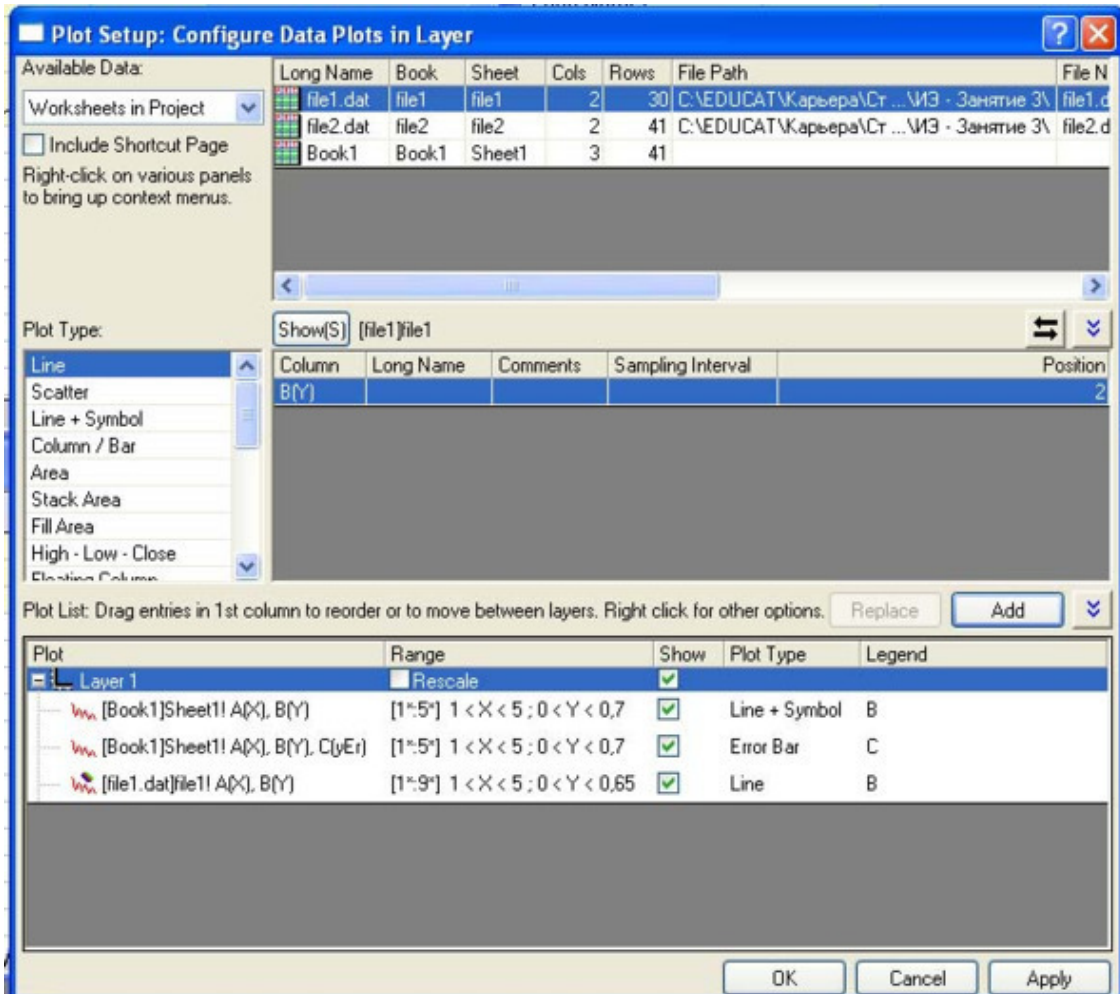 Plot Setup: Configure Data Plots in Layer
Available Data:
Worksheets in Project
Include Shortcut Page
Right-click on various panels
to bring up context menus.
Long Name Book Sheet Cols Rows File Path File N
file1.dat file1 file1 2 30 C:\EDUCAT\Карьера\Ст ...\ИЭ - Занятие 3\ file1.d
file2.dat file2 file2 2 41 C:\EDUCAT\Карьера\Ст ...\ИЭ - Занятие 3\ file2.d
Book1 Book1 Sheet1 3 41
Plot Type:
Line
Scatter
Line + Symbol
Column / Bar
Area
Stack Area
Fill Area
High - Low - Close
Floating Column
Show(S) [file1]file1
Column Long Name Comments Sampling Interval Position
B(Y) 2
Plot List: Drag entries in 1st column to reorder or to move between layers. Right click for other options. Replace Add
Plot Range Show Plot Type Legend
Layer 1 Rescale
[Book1]Sheet1! A(X), B(Y) [1*:5*] 1 < X < 5 ; 0 < Y < 0,7 Line + Symbol B
[Book1]Sheet1! A(X), B(Y), C(yEr) [1*:5*] 1 < X < 5 ; 0 < Y < 0,7 Error Bar C
[file1.dat]file1! A(X), B(Y) [1*:9*] 1 < X < 5 ; 0 < Y < 0,65 Line B
OK Cancel Apply